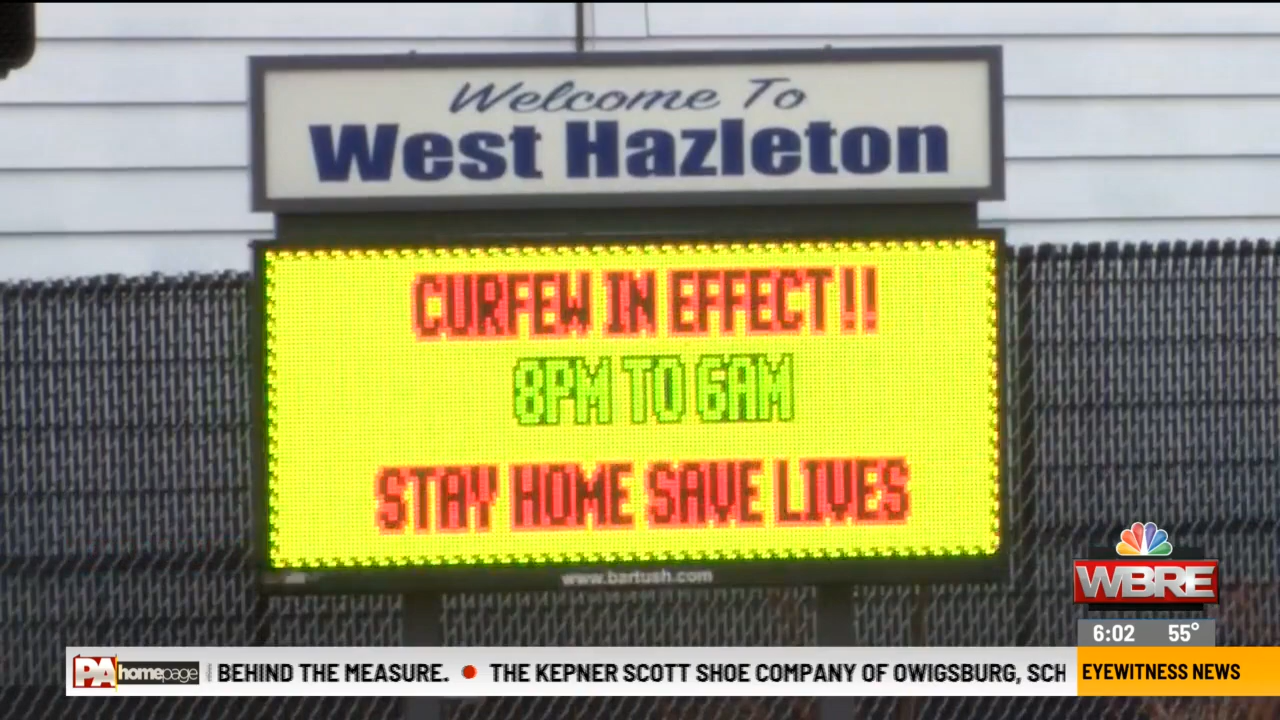 Welcome To
West Hazleton
CURFEW IN EFFECT!!
8PM TO 6AM
STAY HOME SAVE LIVES
www.bartush.com
WBRE
6:02 55°
PA homepage BEHIND THE MEASURE. • THE KEPNER SCOTT SHOE COMPANY OF OWIGSBURG, SCH
EYEWITNESS NEWS